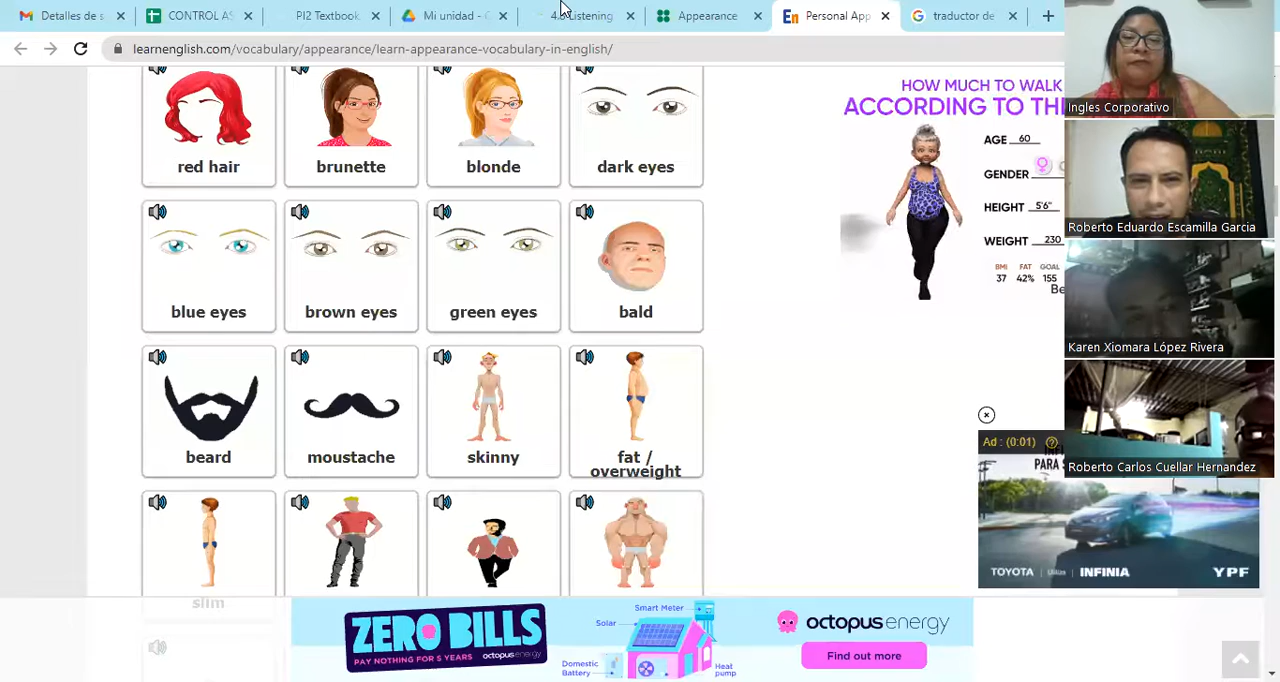 Detalles de s
CONTROL AS
PI2 Textbook
Mi unidad - G
4.3 Listening
Appearance
En Personal App
traductor de
learnenglish.com/vocabulary/appearance/learn-appearance-vocabulary-in-english/
red hair
brunette
blonde
dark eyes
blue eyes
brown eyes
green eyes
bald
beard
moustache
skinny
fat /
overweight
slim
HOW MUCH TO WALK
ACCORDING TO TH
AGE 60
GENDER
HEIGHT 5'6"
WEIGHT 230
BMI FAT GOAL
37 42% 155
Be
Ingles Corporativo
Roberto Eduardo Escamilla Garcia
Karen Xiomara López Rivera
Roberto Carlos Cuellar Hernandez
Ad : (0:01)
PARA S
TOYOTA INFINIA YPF
ZERO BILLS
PAY NOTHING FOR 5 YEARS octopus energy
Smart Meter
Solar
Domestic
Battery
Heat
pump
octopus energy
Find out more